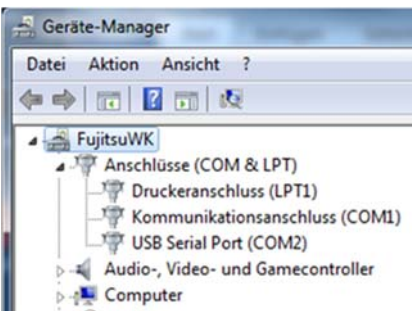 Geräte-Manager
Datei Aktion Ansicht ?
FujitsuWK
Anschlüsse (COM & LPT)
Druckeranschluss (LPT1)
Kommunikationsanschluss (COM1)
USB Serial Port (COM2)
Audio-, Video- und Gamecontroller
Computer